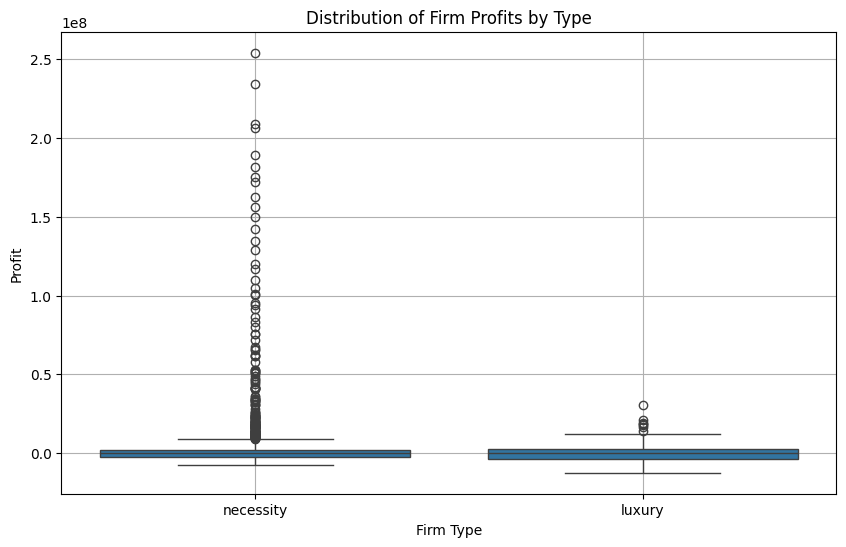 Distribution of Firm Profits by Type
1e8
2.5
2.0
1.5
1.0
0.5
0.0
Profit
necessity
luxury
Firm Type